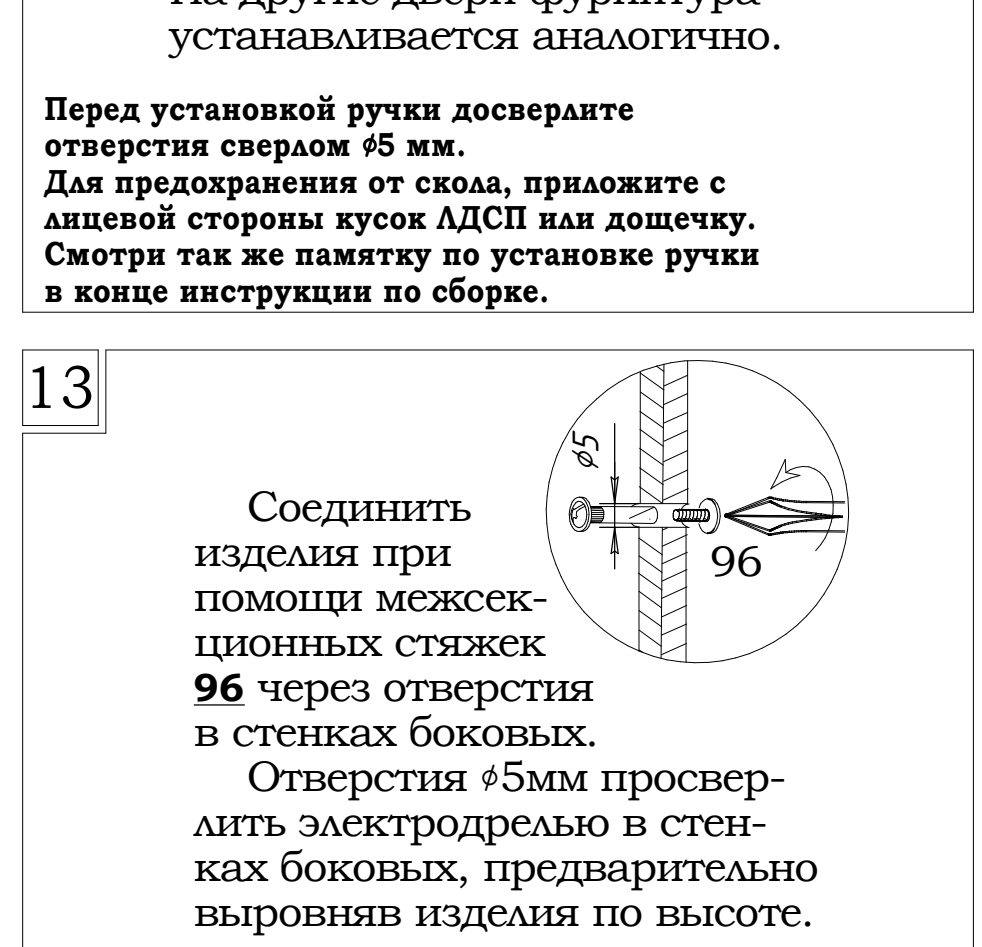 устанавливается аналогично.
Перед установкой ручки досверлите
отверстия сверлом ϕ5 мм.
Для предохранения от скола, приложите с
лицевой стороны кусок ЛДСП или дощечку.
Смотри так же памятку по установке ручки
в конце инструкции по сборке.
13
ϕ5
96
Соединить
изделия при
помощи межсек-
ционных стяжек
96 через отверстия
в стенках боковых.
Отверстия ϕ5мм просвер-
лить электродрелью в стен-
ках боковых, предварительно
выровняв изделия по высоте.